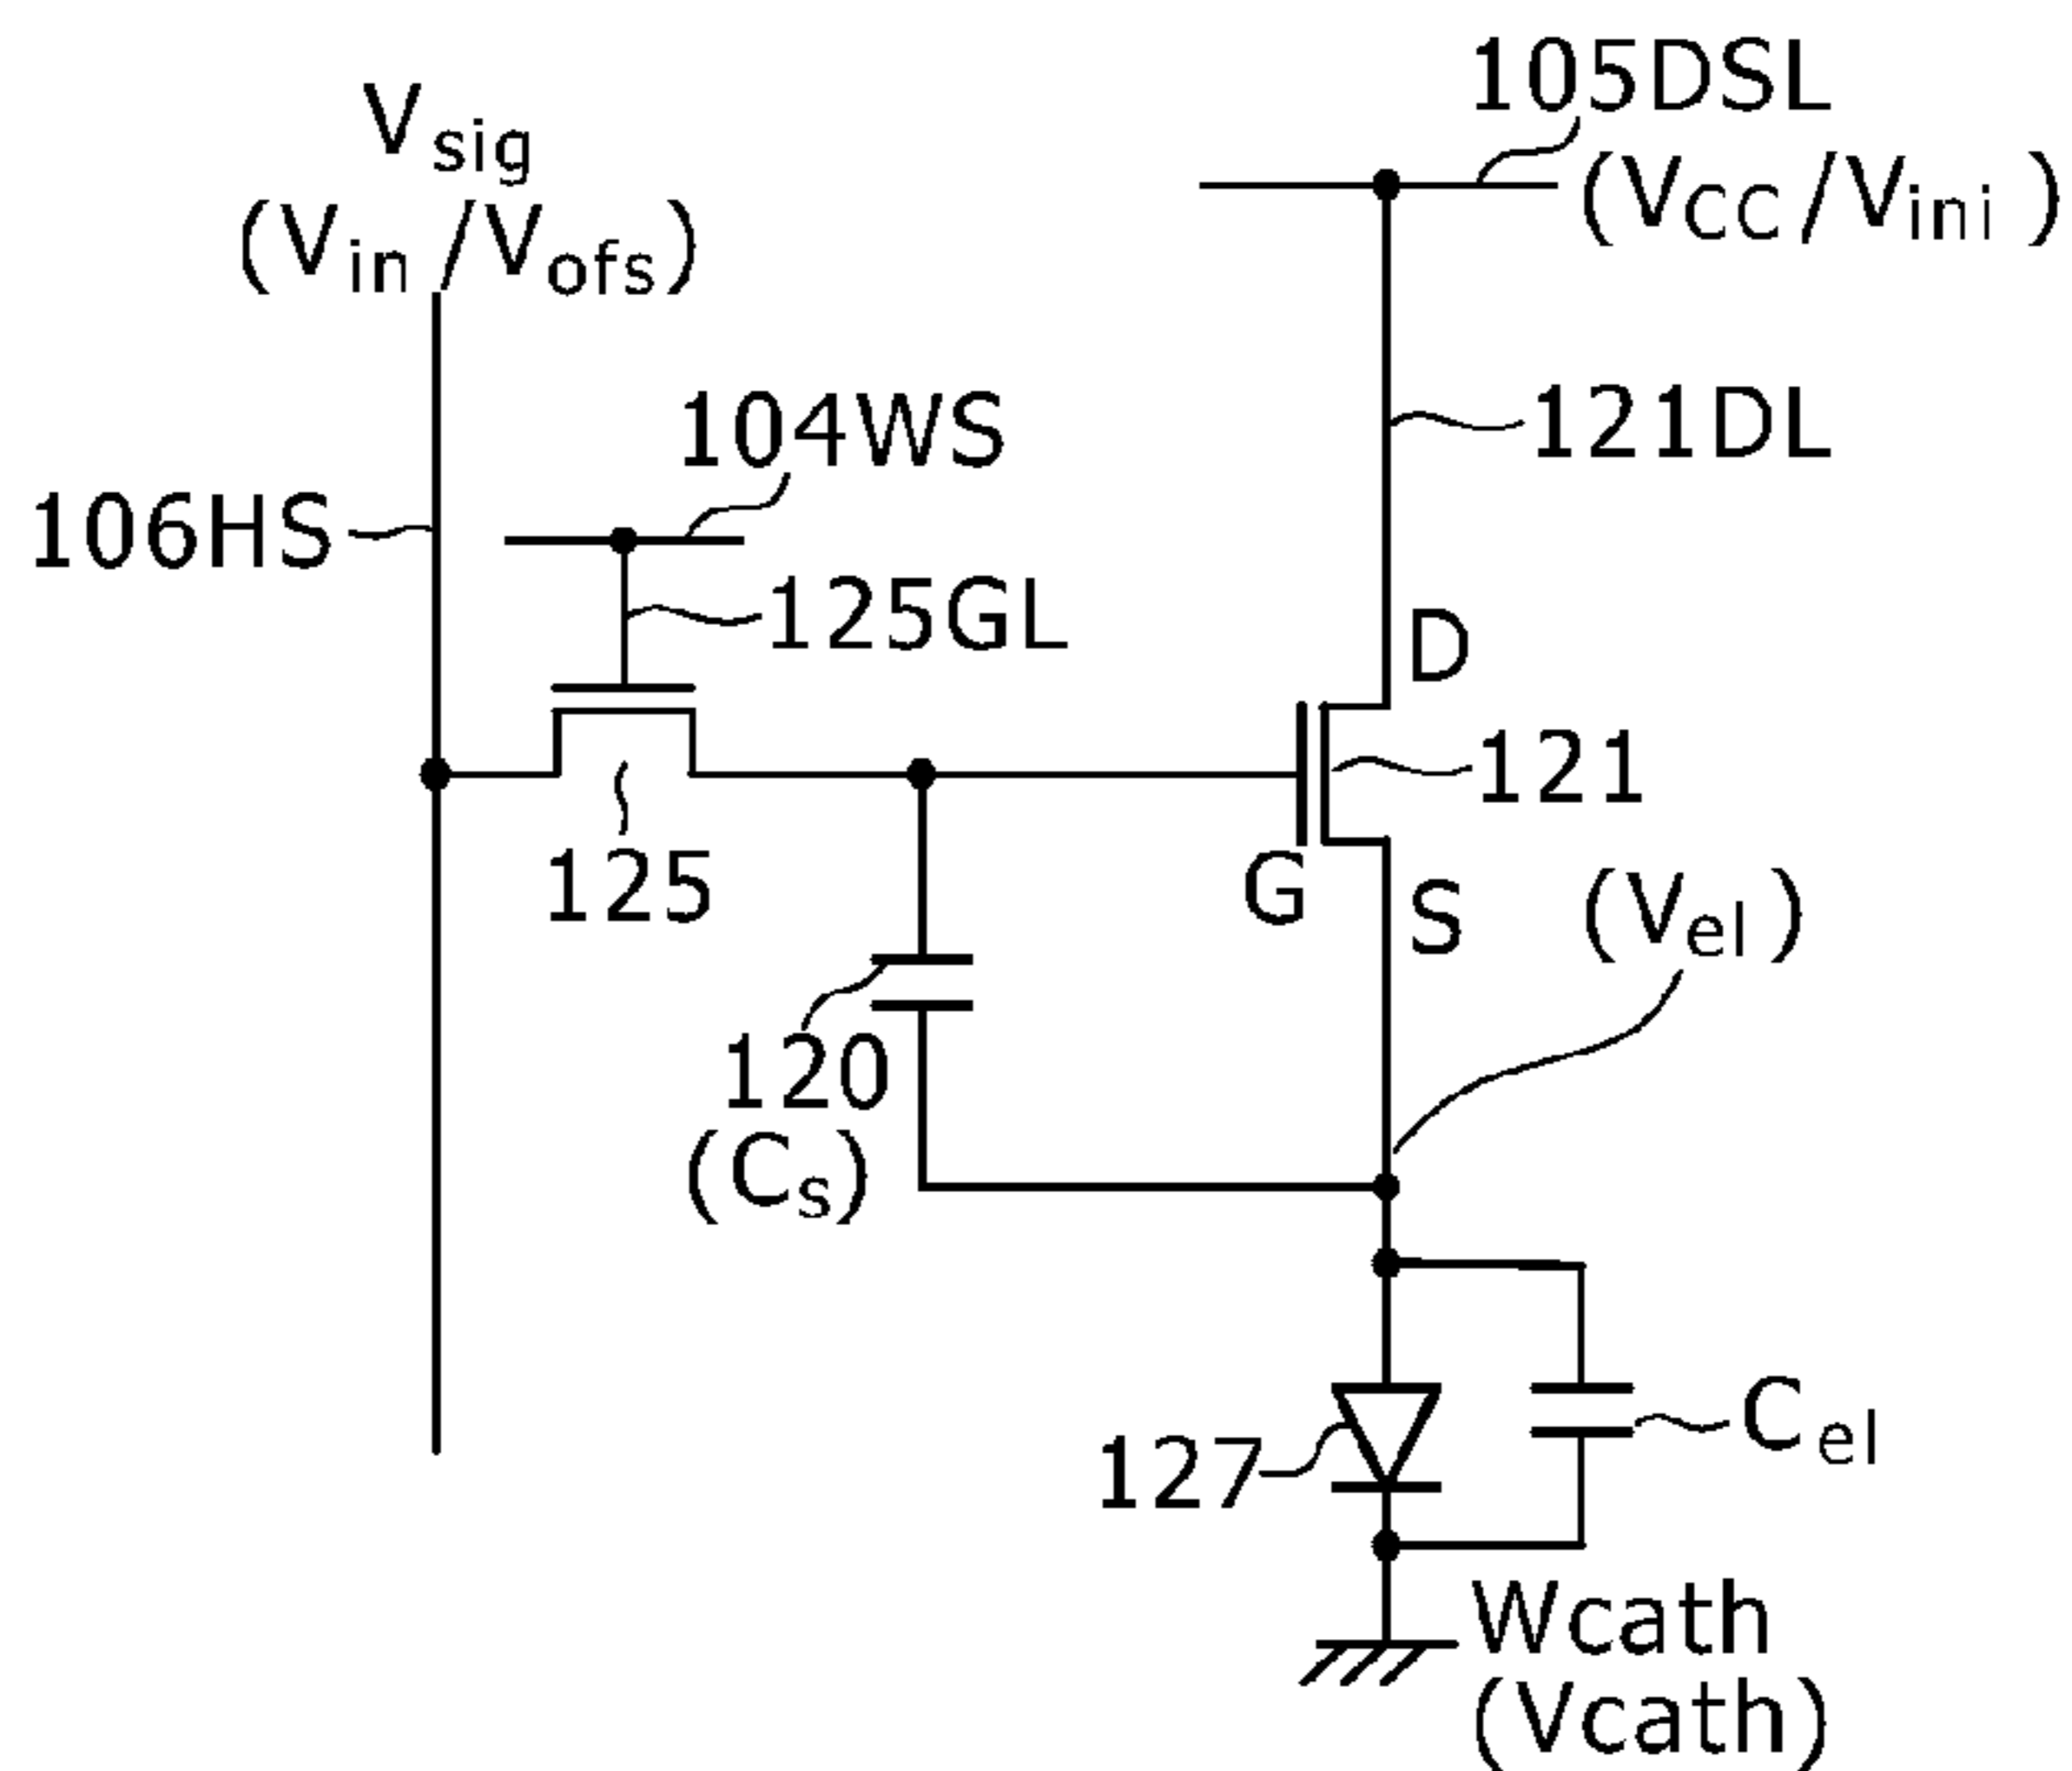 105DSL
(VCC/Vini)
Vsig
(Vin/Vofs)
104WS
121DL
106HS
125GL
D
121
125
G
S
(Vel)
120
(Cs)
127
Cel
Wcath
(Vcath)